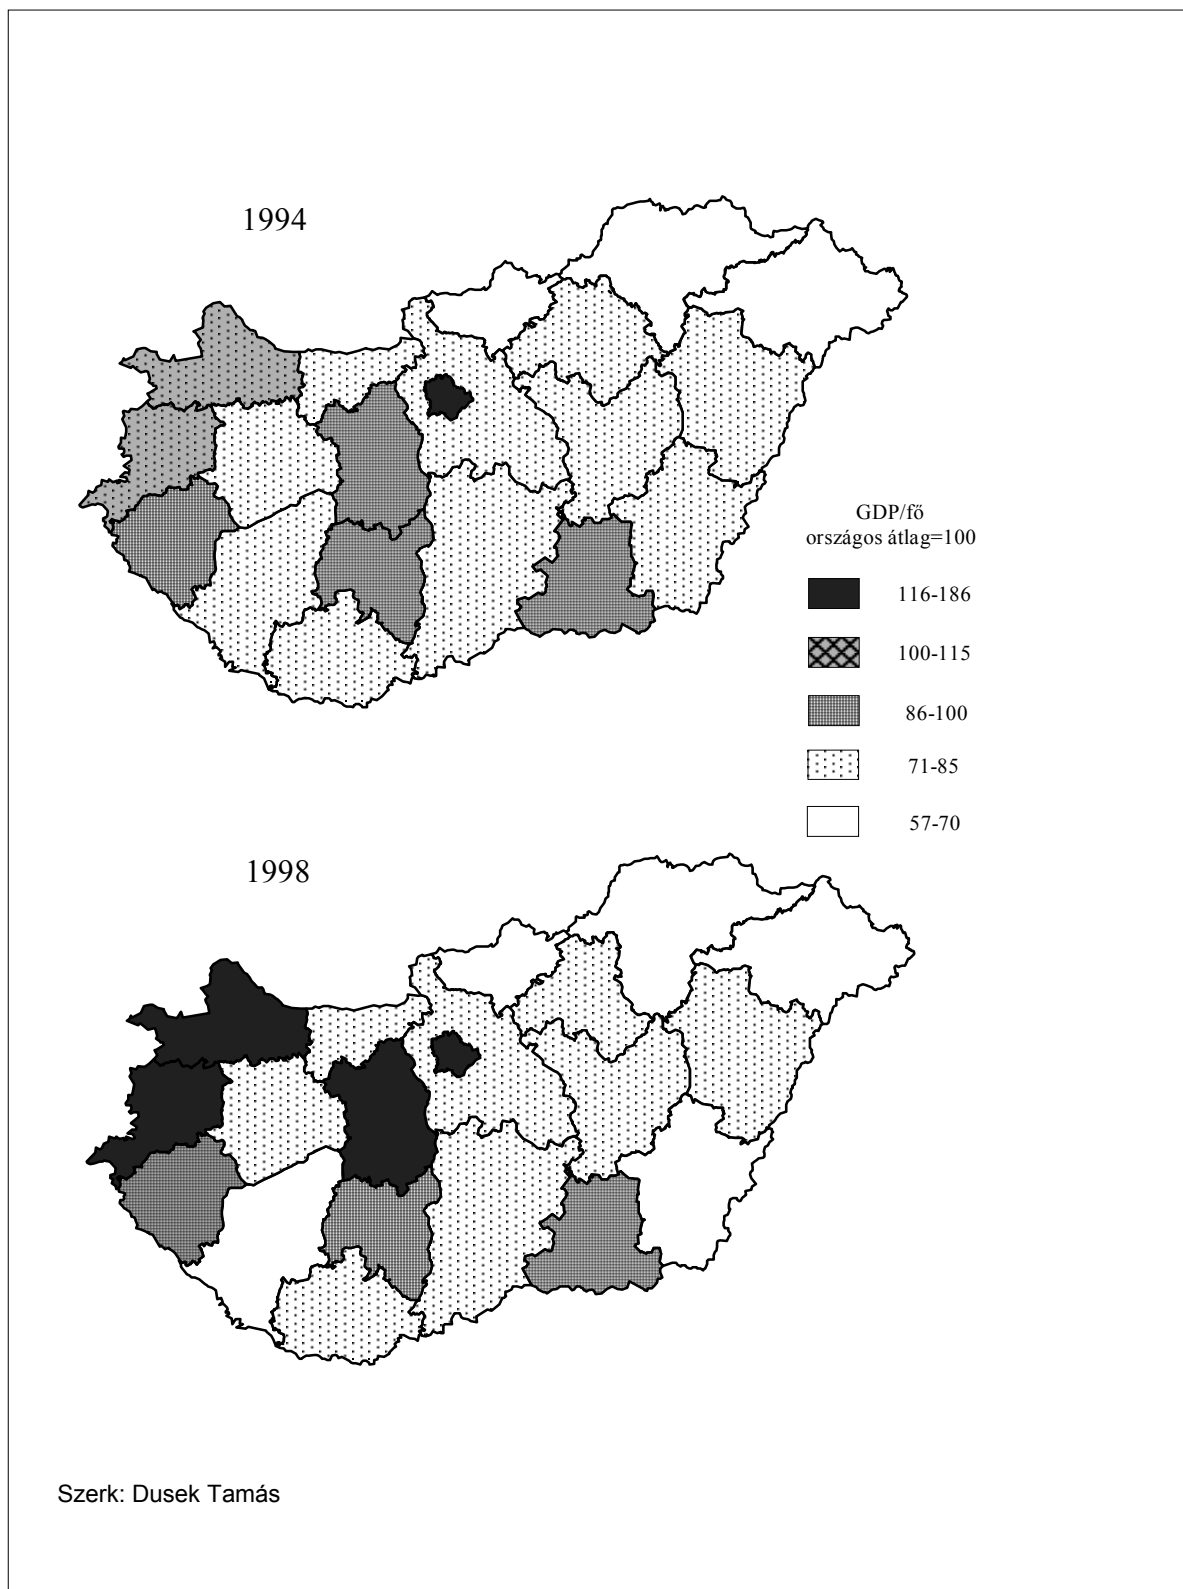 1994
GDP/fő
országos átlag=100
116-186
100-115
86-100
71-85
57-70
1998
Szerk: Dusek Tamás